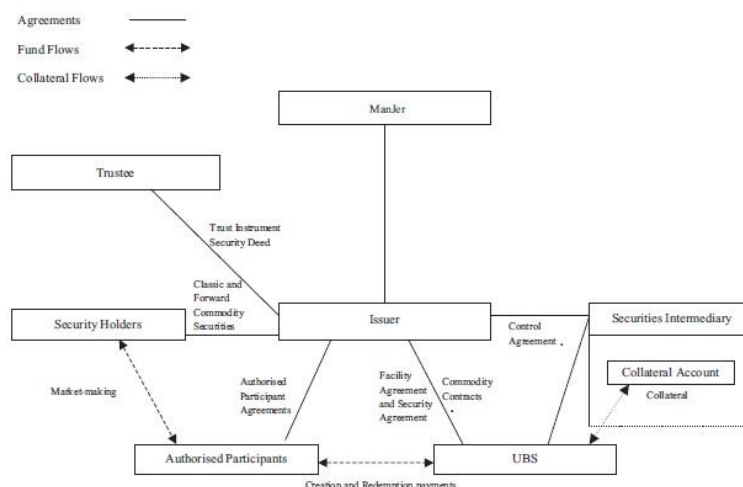 Agreements
Fund Flows
Collateral Flows
ManJer
Trustee
Trust Instrument
Security Deed
Classic and
Forward
Commodity
Securities
Security Holders
Issuer
Securities Intermediary
Control
Agreement .
Collateral Account
Collateral
Market-making
Authorised
Participant
Agreements
Facility
Agreement
and Security
Agreement
Commodity
Contracts
.
Authorised Participants
UBS
Creation and Redemption payments